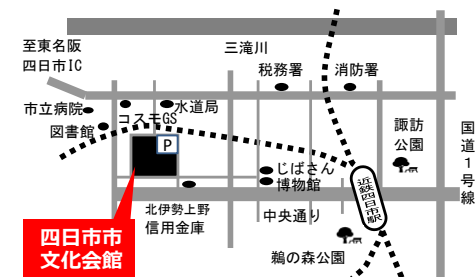 至東名阪
四日市IC
三滝川
税務署
消防署
市立病院
コスモGS
水道局
図書館
P
諏訪
公園
国道1号線
じばさん
博物館
近鉄四日市駅
北伊勢上野
信用金庫
中央通り
鵜の森公園
四日市市
文化会館